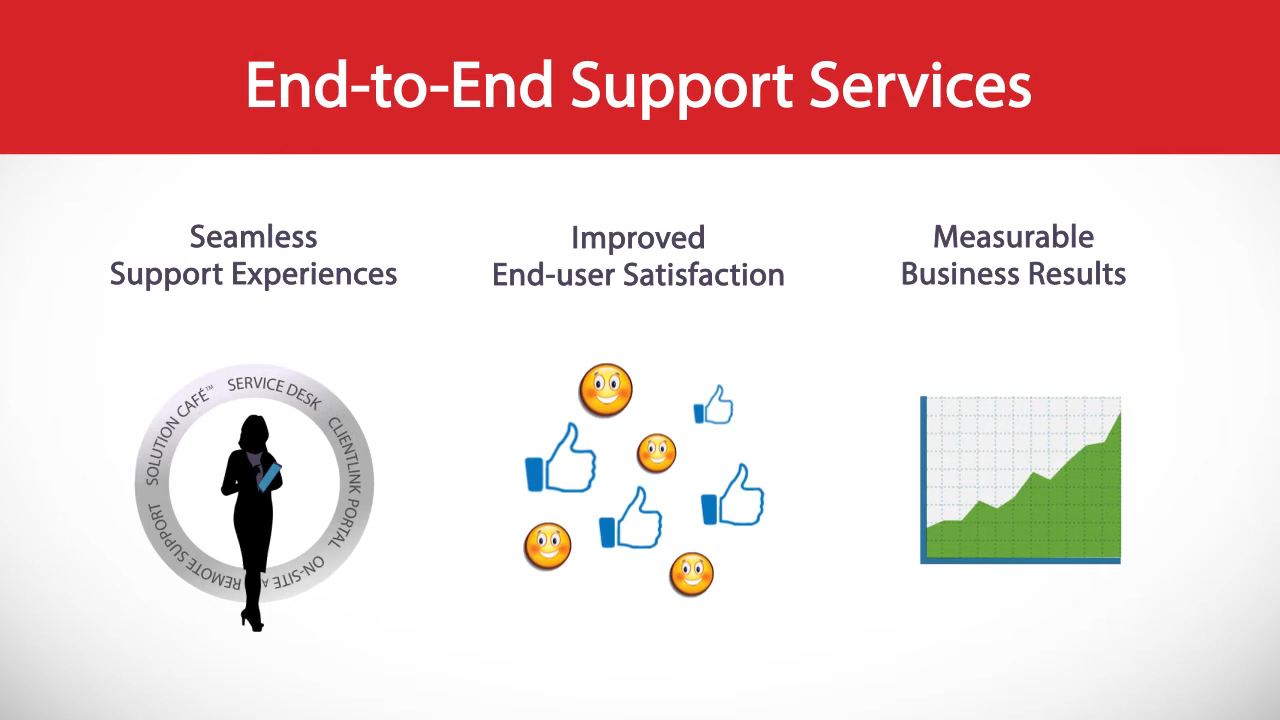 End-to-End Support Services
Seamless
Support Experiences
Improved
End-user Satisfaction
Measurable
Business Results
SOLUTION CAFÉ™
SERVICE DESK
CLIENTLINK PORTAL
ON-SITE
REMOTE SUPPORT